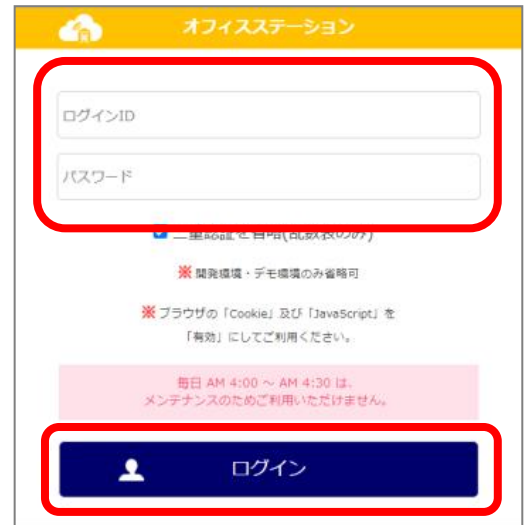 オフィスステーション
ログインID
パスワード
二重認証を省略(乱数表のみ)
※ 開発環境・デモ環境のみ省略可
※ ブラウザの「Cookie」及び「JavaScript」を
「有効」にしてご利用ください。
毎日 AM 4:00 ～ AM 4:30 は、
メンテナンスのためご利用いただけません。
ログイン